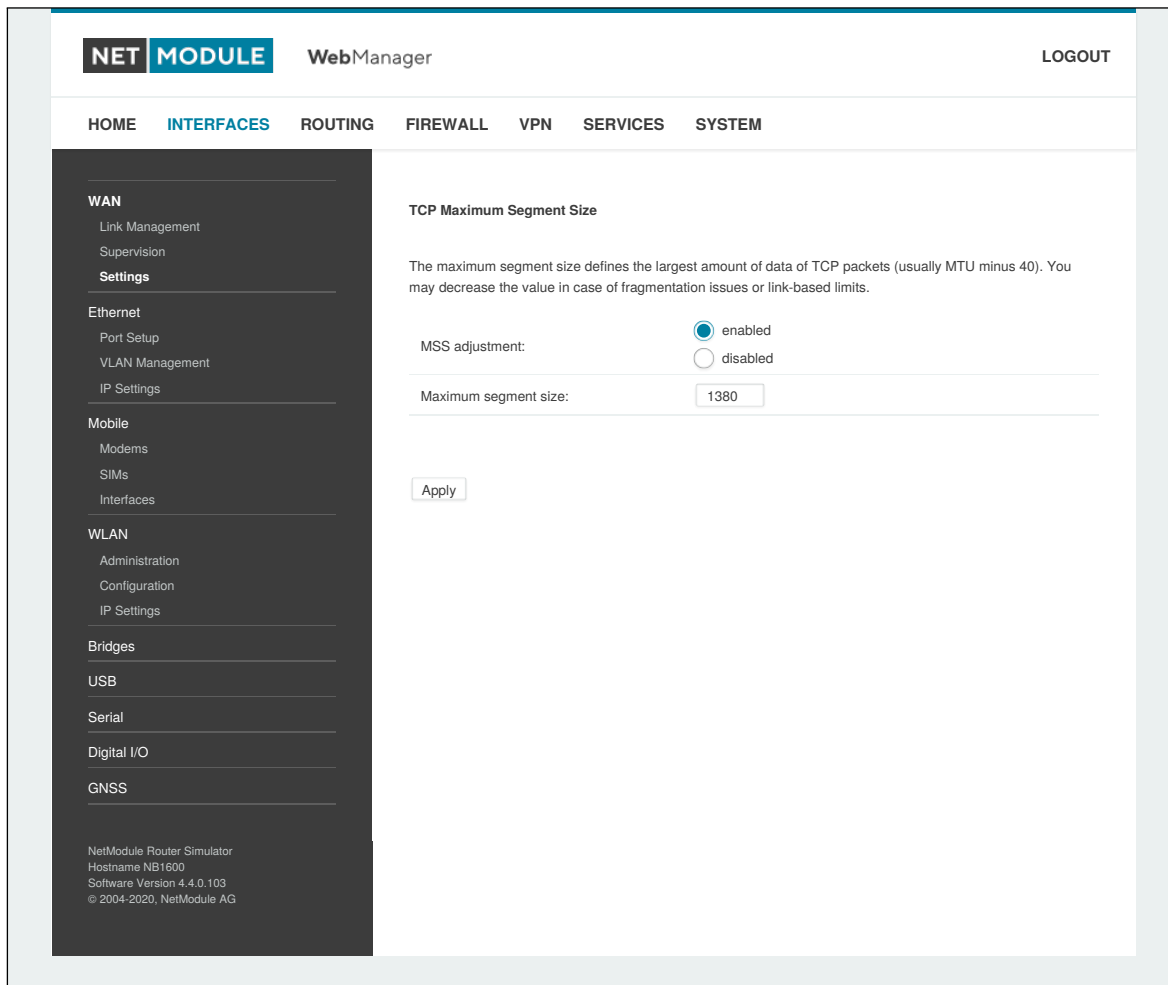 NET MODULE WebManager LOGOUT
HOME INTERFACES ROUTING FIREWALL VPN SERVICES SYSTEM
WAN
Link Management
Supervision
Settings
Ethernet
Port Setup
VLAN Management
IP Settings
Mobile
Modems
SIMs
Interfaces
WLAN
Administration
Configuration
IP Settings
Bridges
USB
Serial
Digital I/O
GNSS
NetModule Router Simulator
Hostname NB1600
Software Version 4.4.0.103
© 2004-2020, NetModule AG
TCP Maximum Segment Size
The maximum segment size defines the largest amount of data of TCP packets (usually MTU minus 40). You
may decrease the value in case of fragmentation issues or link-based limits.
MSS adjustment:
enabled
disabled
Maximum segment size: 1380
Apply